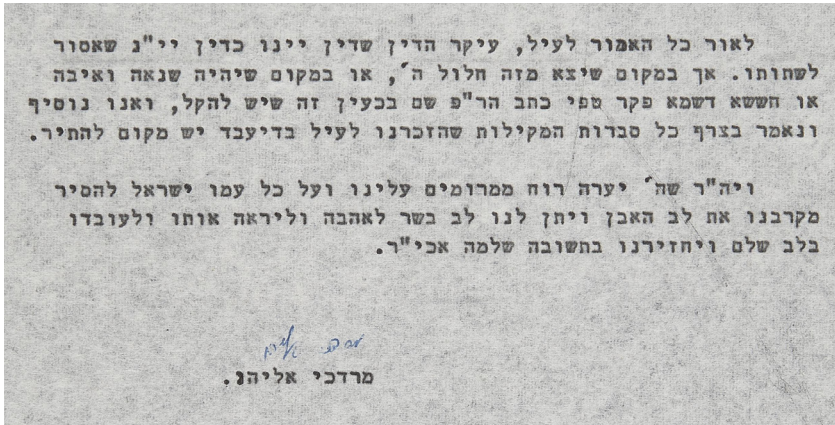 לאור כל האמור לעיל, עיקר הדין שדין יינו כדין יי"נ שאסור
לשתותו. אך במקום שיצא מזה חלול ה', או במקום שיהיה שנאה ואיבה
או חששא דשמא פקר טפי כתב הר"פ שם בכעין זה שיש להקל, ואנו נוסיף
ונאמר בצרף כל סברות המקילות שהזכרנו לעיל בדיעבד יש מקום להתיר.
ויה"ר שה' יערה רוח ממרומים עלינו ועל כל עמו ישראל להסיר
מקרבנו את לב האבן ויתן לנו לב בשר לאהבה וליראה אותו ולעובדו
בלב שלם ויחזירנו בתשובה שלמה אכי"ר.
מרדכי אליהו.